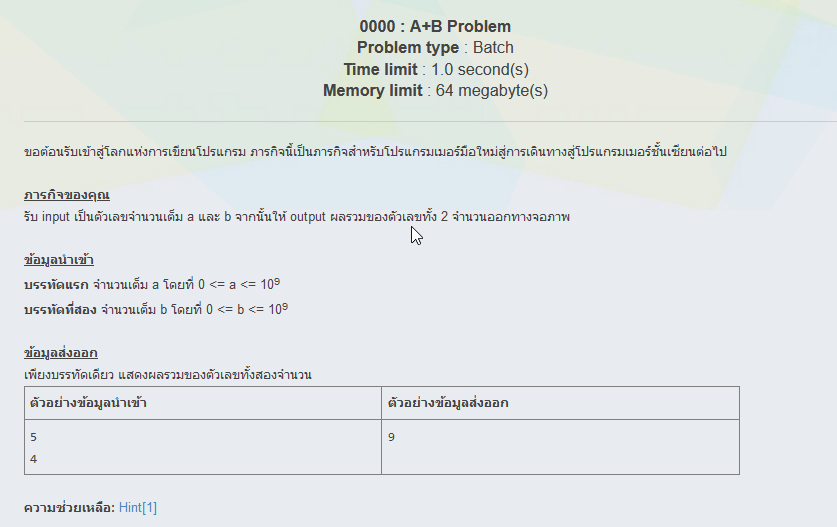 0000 : A+B Problem
Problem type : Batch
Time limit : 1.0 second(s)
Memory limit : 64 megabyte(s)
ขอต้อนรับเข้าสู่โลกแห่งการเขียนโปรแกรม ภารกิจนี้เป็นภารกิจสำหรับโปรแกรมเมอร์มือใหม่สู่การเดินทางสู่โปรแกรมเมอร์ชั้นเซียนต่อไป
ภารกิจของคุณ
รับ input เป็นตัวเลขจำนวนเต็ม a และ b จากนั้นให้ output ผลรวมของตัวเลขทั้ง 2 จำนวนออกทางจอภาพ
ข้อมูลนำเข้า
บรรทัดแรก จำนวนเต็ม a โดยที่ 0 <= a <= 10⁹
บรรทัดที่สอง จำนวนเต็ม b โดยที่ 0 <= b <= 10⁹
ข้อมูลส่งออก
เพียงบรรทัดเดียว แสดงผลรวมของตัวเลขทั้งสองจำนวน
ตัวอย่างข้อมูลนำเข้า ตัวอย่างข้อมูลส่งออก
5 9
4
ความช่วยเหลือ: Hint[1]